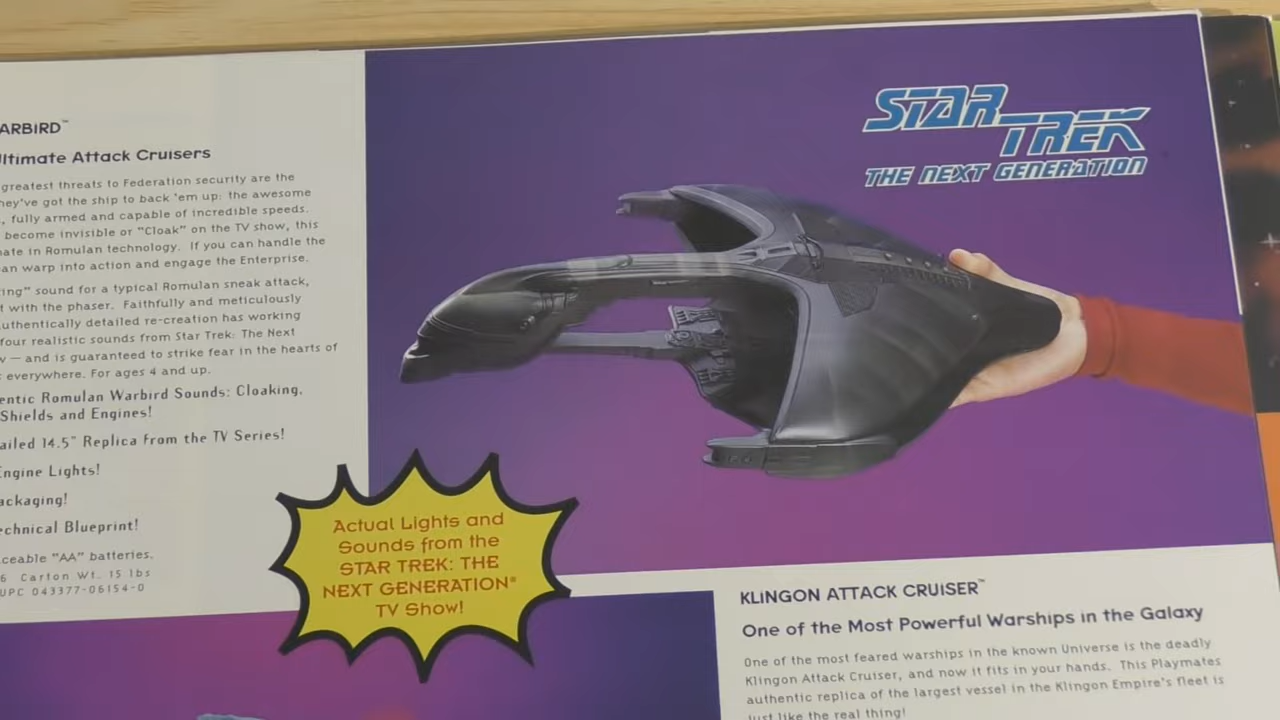 ARBIRD™
Ultimate Attack Cruisers
greatest threats to Federation security are the
they've got the ship to back 'em up: the awesome
, fully armed and capable of incredible speeds.
become invisible or "Cloak" on the TV show, this
mate in Romulan technology. If you can handle the
an warp into action and engage the Enterprise.
ing" sound for a typical Romulan sneak attack,
d with the phaser. Faithfully and meticulously
authentically detailed re-creation has working
four realistic sounds from Star Trek: The Next
w — and is guaranteed to strike fear in the hearts of
everywhere. For ages 4 and up.
entic Romulan Warbird Sounds: Cloaking,
Shields and Engines!
ailed 14.5" Replica from the TV Series!
Engine Lights!
ackaging!
echnical Blueprint!
ceable "AA" batteries.
6 Carton Wt. 15 lbs
UPC 043377-06154-0
STAR TREK
THE NEXT GENERATION
Actual Lights and
Sounds from the
STAR TREK: THE
NEXT GENERATION®
TV Show!
KLINGON ATTACK CRUISER™
One of the Most Powerful Warships in the Galaxy
One of the most feared warships in the known Universe is the deadly
Klingon Attack Cruiser, and now it fits in your hands. This Playmates
authentic replica of the largest vessel in the Klingon Empire's fleet is
just like the real thing!